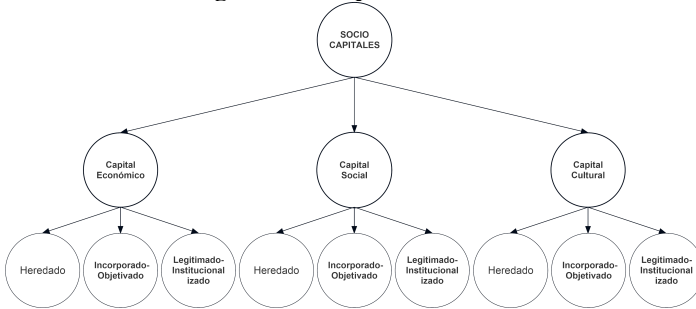 SOCIO
CAPITALES
Capital
Económico
Capital
Social
Capital
Cultural
Heredado
Incorporado-
Objetivado
Legitimado-
Institucional
izado
Heredado
Incorporado-
Objetivado
Legitimado-
Institucional
izado
Heredado
Incorporado-
Objetivado
Legitimado-
Institucional
izado